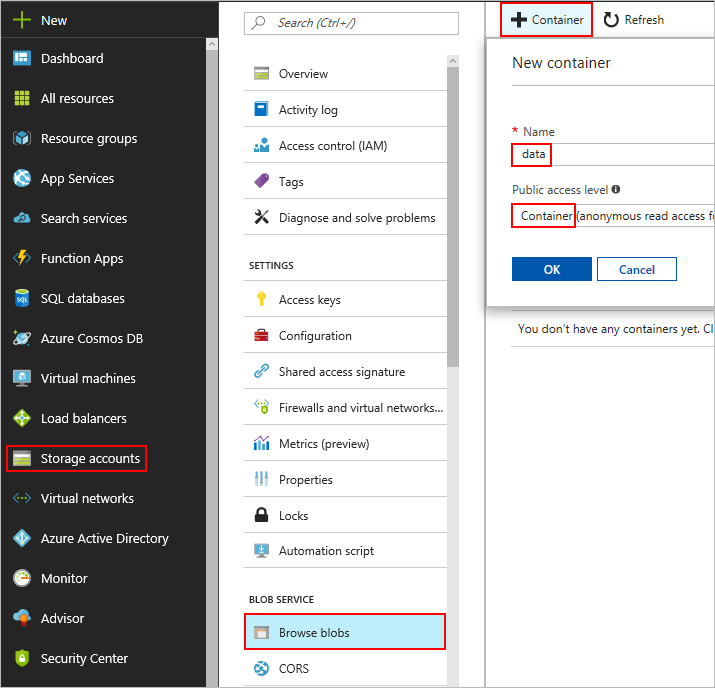 New
Dashboard
All resources
Resource groups
App Services
Search services
Function Apps
SQL databases
Azure Cosmos DB
Virtual machines
Load balancers
Storage accounts
Virtual networks
Azure Active Directory
Monitor
Advisor
Security Center
Search (Ctrl+/)
Overview
Activity log
Access control (IAM)
Tags
Diagnose and solve problems
SETTINGS
Access keys
Configuration
Shared access signature
Firewalls and virtual networks...
Metrics (preview)
Properties
Locks
Automation script
BLOB SERVICE
Browse blobs
CORS
Container Refresh
New container
* Name
data
Public access level
Container (anonymous read access fo
OK Cancel
You don't have any containers yet. Cl